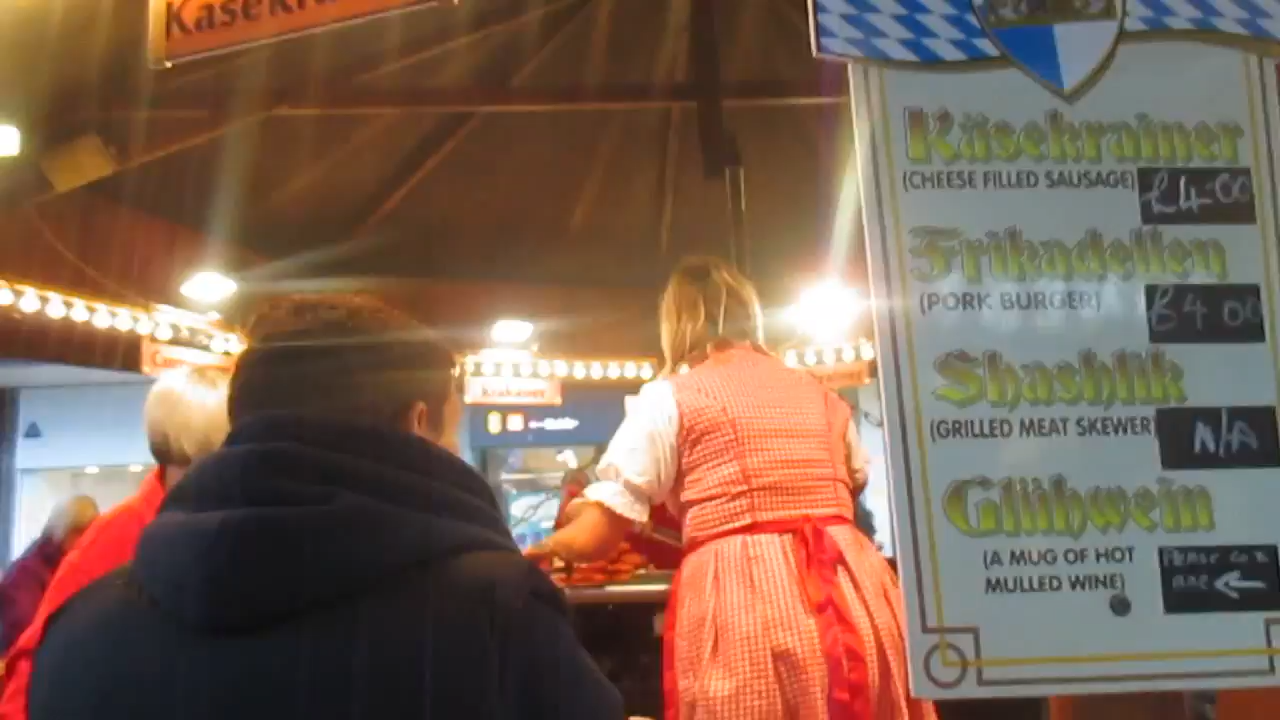 Käsekrainer
(CHEESE FILLED SAUSAGE)
£4.00
Frikadellen
(PORK BURGER)
£4 00
Shashlik
(GRILLED MEAT SKEWER)
N/A
Glühwein
(A MUG OF HOT
MULLED WINE)